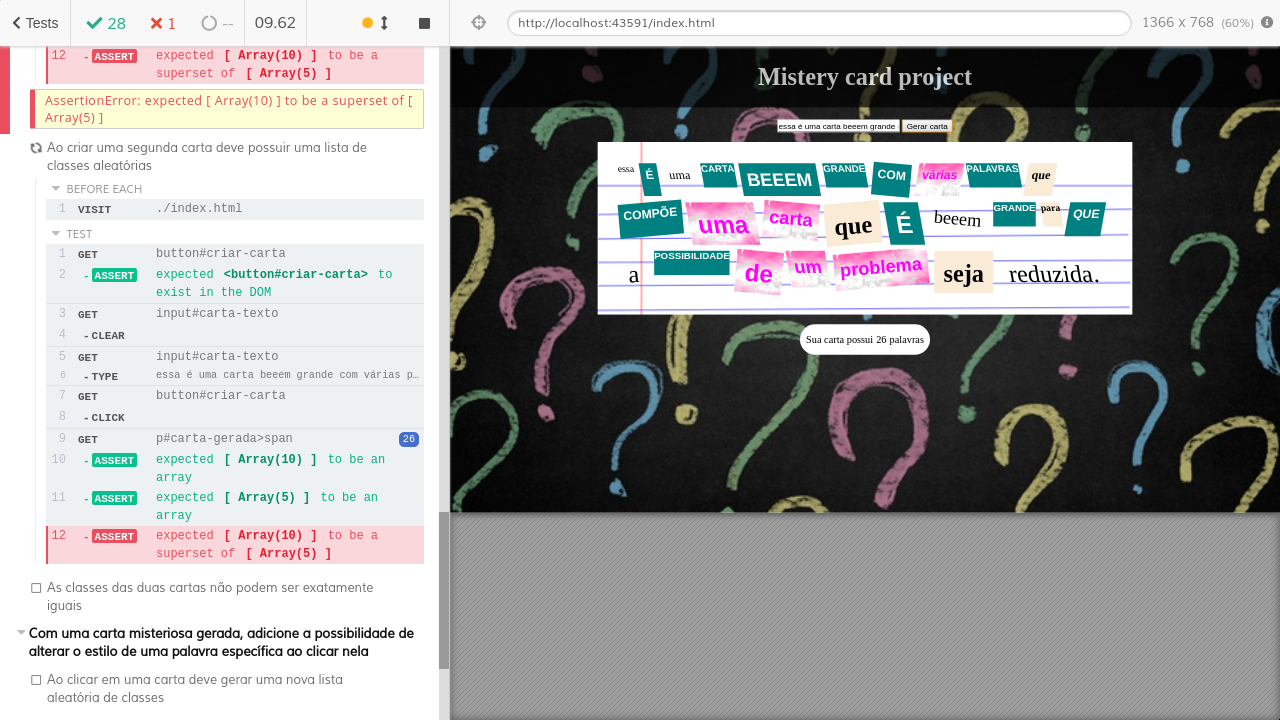 Tests
28
1
--
09.62
http://localhost:43591/index.html
1366 x 768 (60%)
12 - ASSERT expected [ Array(10) ] to be a
superset of [ Array(5) ]
AssertionError: expected [ Array(10) ] to be a superset of [
Array(5) ]
Ao criar uma segunda carta deve possuir uma lista de
classes aleatórias
BEFORE EACH
1 VISIT ./index.html
TEST
1 GET button#criar-carta
2 - ASSERT expected <button#criar-carta> to
exist in the DOM
3 GET input#carta-texto
4 - CLEAR
5 GET input#carta-texto
6 - TYPE essa é uma carta beeem grande com várias p…
7 GET button#criar-carta
8 - CLICK
9 GET p#carta-gerada>span 26
10 - ASSERT expected [ Array(10) ] to be an
array
11 - ASSERT expected [ Array(5) ] to be an
array
12 - ASSERT expected [ Array(10) ] to be a
superset of [ Array(5) ]
As classes das duas cartas não podem ser exatamente
iguais
Com uma carta misteriosa gerada, adicione a possibilidade de
alterar o estilo de uma palavra específica ao clicar nela
Ao clicar em uma carta deve gerar uma nova lista
aleatória de classes
Mistery card project
essa é uma carta beeem grande Gerar carta
essa É uma CARTA BEEEM GRANDE COM várias PALAVRAS que
COMPÕE uma carta que É beeem GRANDE para QUE
a POSSIBILIDADE de um problema seja reduzida.
Sua carta possui 26 palavras